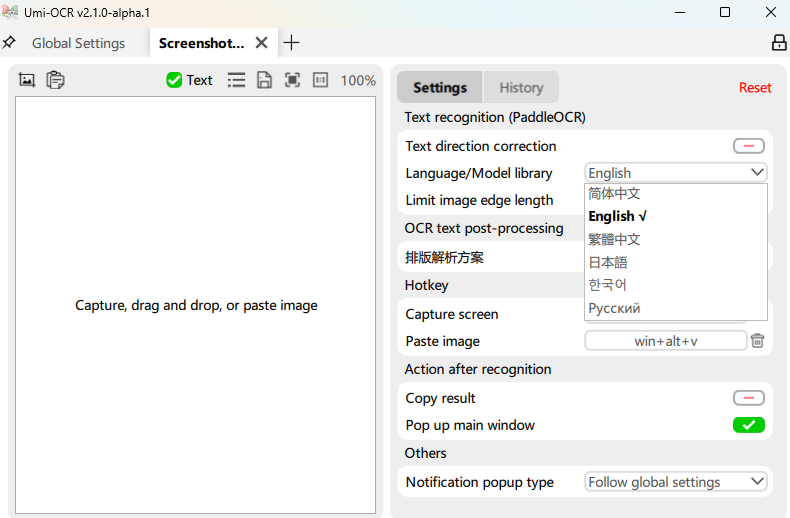 Umi-OCR v2.1.0-alpha.1
Global Settings
Screenshot...
Text
100%
Capture, drag and drop, or paste image
Settings
History
Reset
Text recognition (PaddleOCR)
Text direction correction
Language/Model library
English
Limit image edge length
简体中文
English √
繁體中文
日本語
한국어
Русский
OCR text post-processing
排版解析方案
Hotkey
Capture screen
Paste image
win+alt+v
Action after recognition
Copy result
Pop up main window
Others
Notification popup type
Follow global settings